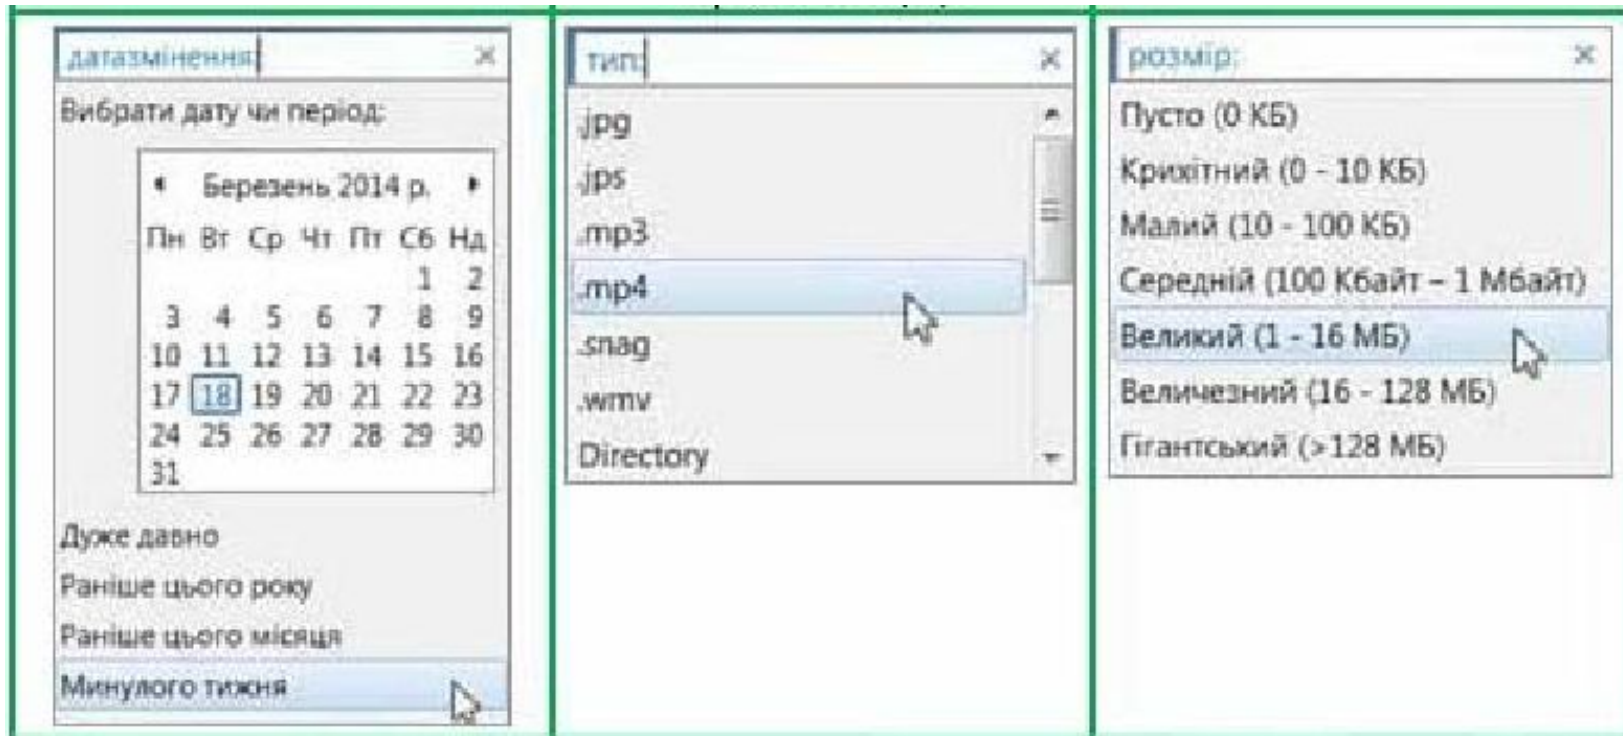 датазмінення:
Вибрати дату чи період:
Березень 2014 р.
Пн Вт Ср Чт Пт Сб Нд
1 2
3 4 5 6 7 8 9
10 11 12 13 14 15 16
17 18 19 20 21 22 23
24 25 26 27 28 29 30
31
Дуже давно
Раніше цього року
Раніше цього місяця
Минулого тижня
тип:
.jpg
.jps
.mp3
.mp4
.snag
.wmv
Directory
розмір:
Пусто (0 КБ)
Крихітний (0 - 10 КБ)
Малий (10 - 100 КБ)
Середній (100 Кбайт – 1 Мбайт)
Великий (1 - 16 МБ)
Величезний (16 - 128 МБ)
Гігантський (>128 МБ)